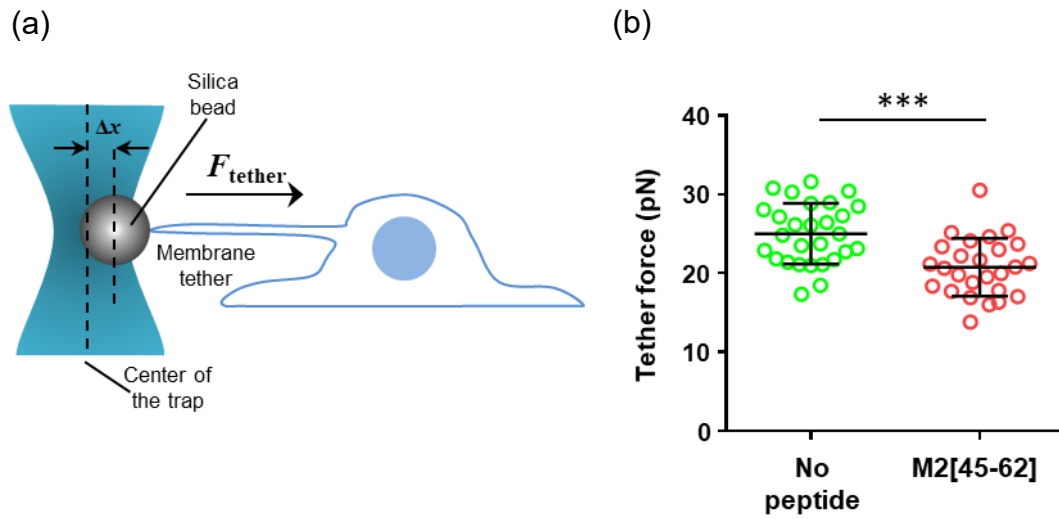 (a)
Silica
bead
Δx
F tether
Membrane
tether
Center of
the trap
(b)
***
Tether force (pN)
40
30
20
10
0
No
peptide
M2[45-62]